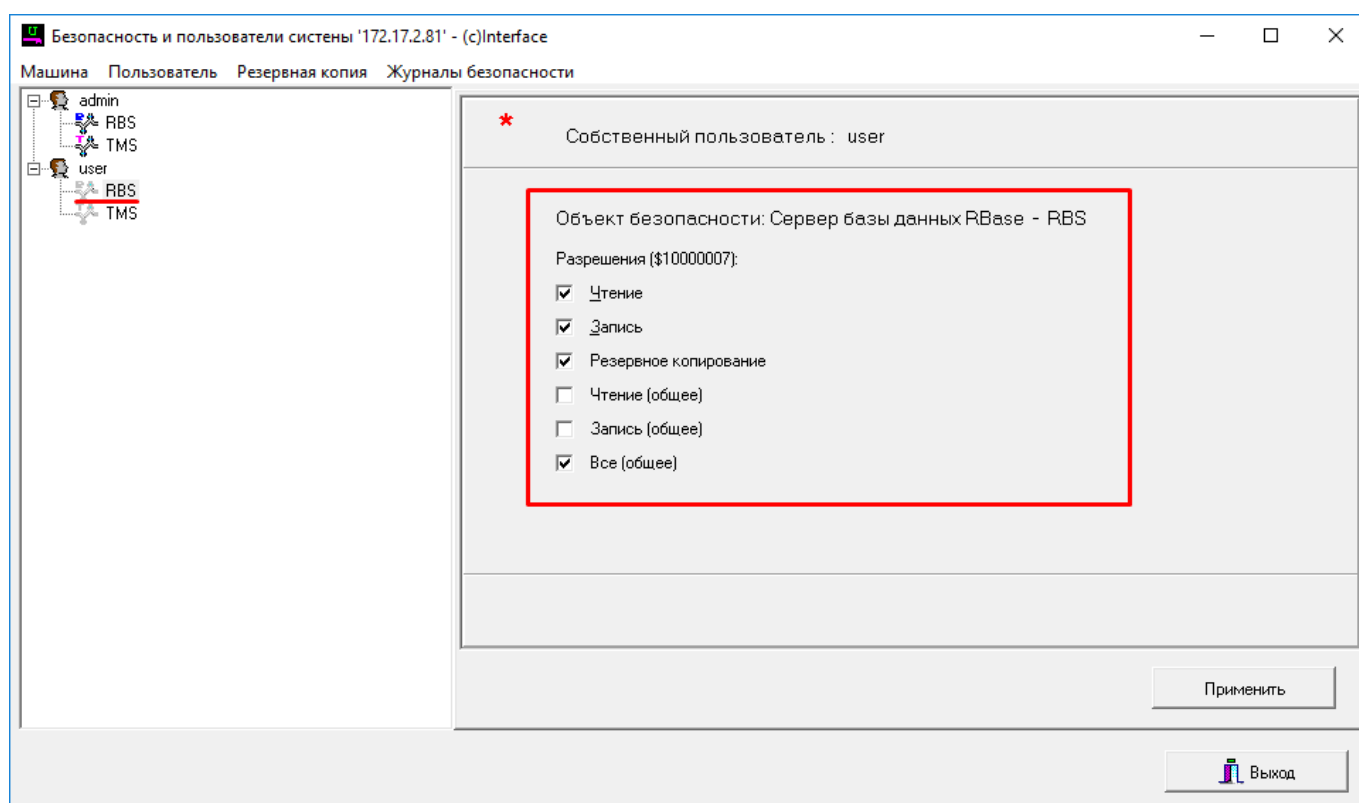 Безопасность и пользователи системы '172.17.2.81' - (c)Interface
Машина Пользователь Резервная копия Журналы безопасности
admin
RBS
TMS
user
RBS
TMS
* Собственный пользователь : user
Объект безопасности: Сервер базы данных RBase - RBS
Разрешения ($10000007):
Чтение
Запись
Резервное копирование
Чтение (общее)
Запись (общее)
Все (общее)
Применить
Выход